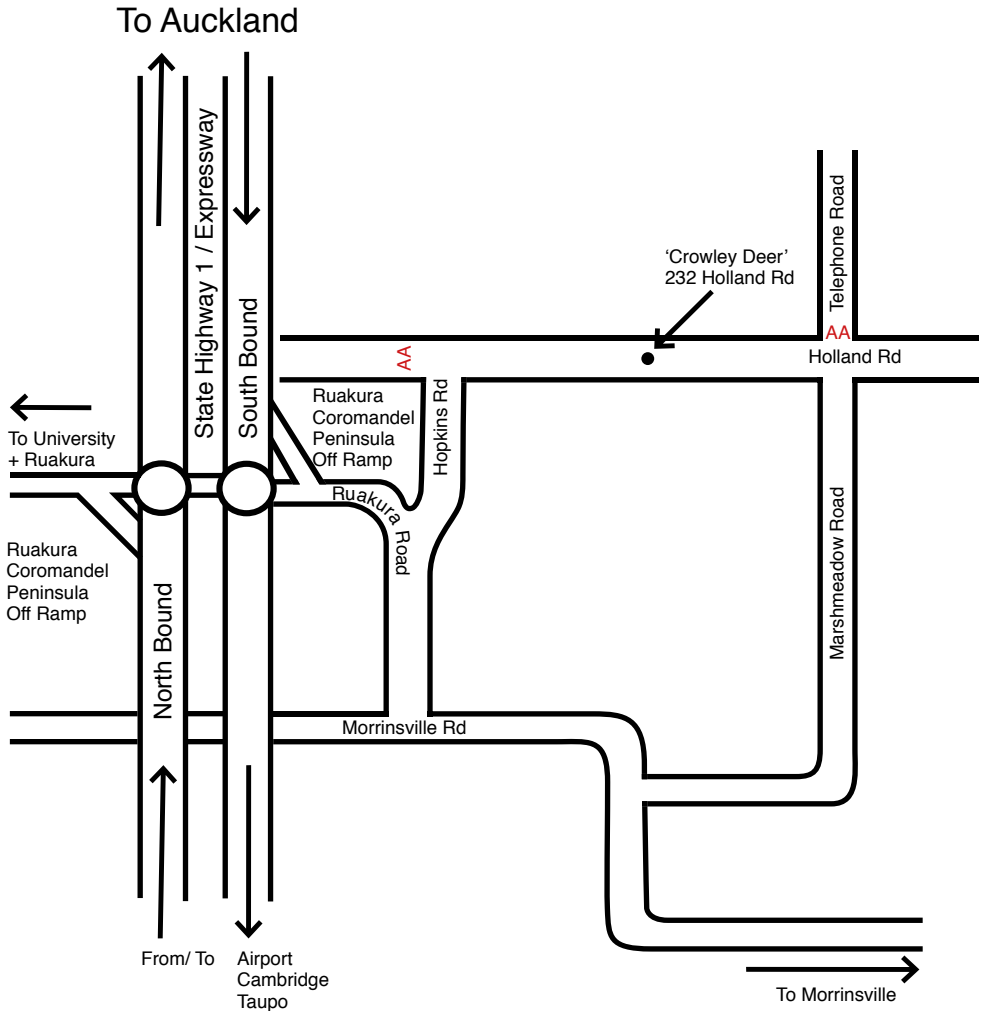 To Auckland
State Highway 1 / Expressway
South Bound
Telephone Road
'Crowley Deer'
232 Holland Rd
AA
AA
Holland Rd
Ruakura
Coromandel
Peninsula
Off Ramp
Hopkins Rd
To University
+ Ruakura
Ruakura Road
Marshmeadow Road
Ruakura
Coromandel
Peninsula
Off Ramp
North Bound
Morrinsville Rd
From/ To
Airport
Cambridge
Taupo
To Morrinsville